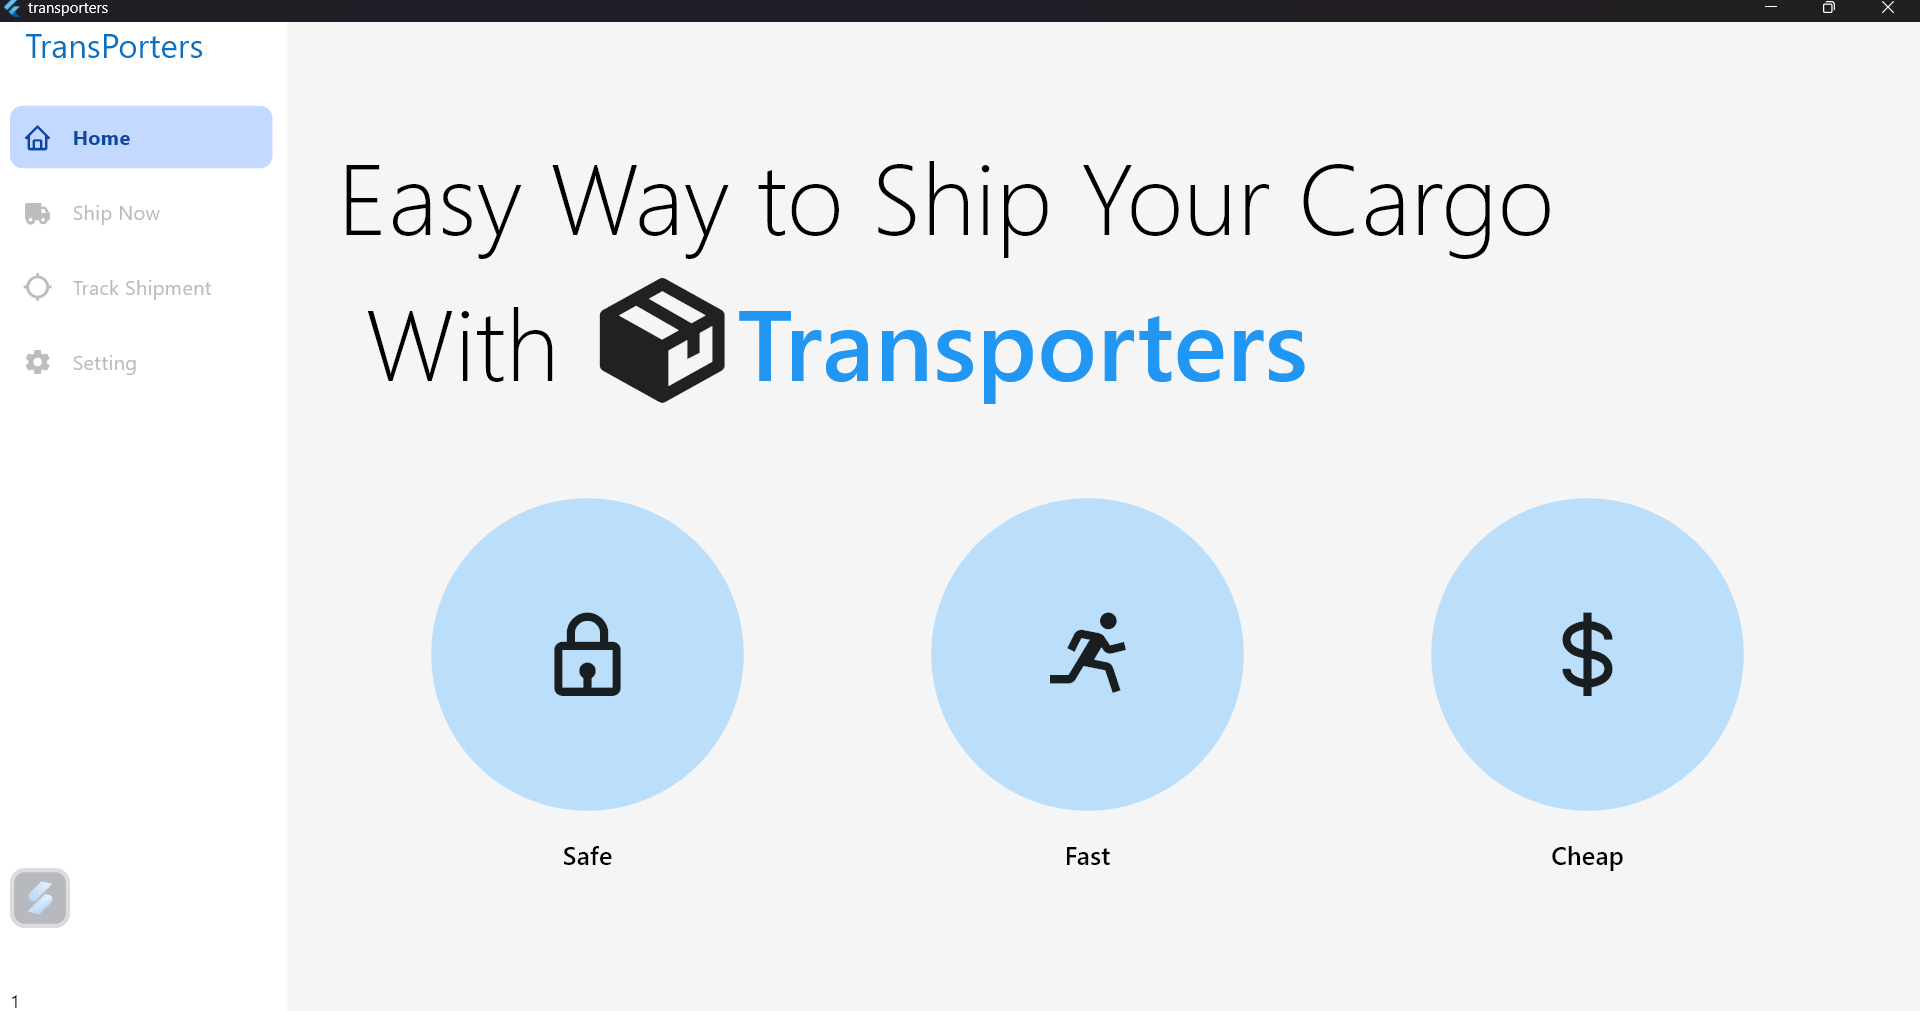 transporters
TransPorters
Home
Ship Now
Track Shipment
Setting
1
Easy Way to Ship Your Cargo
With Transporters
Safe
Fast
Cheap